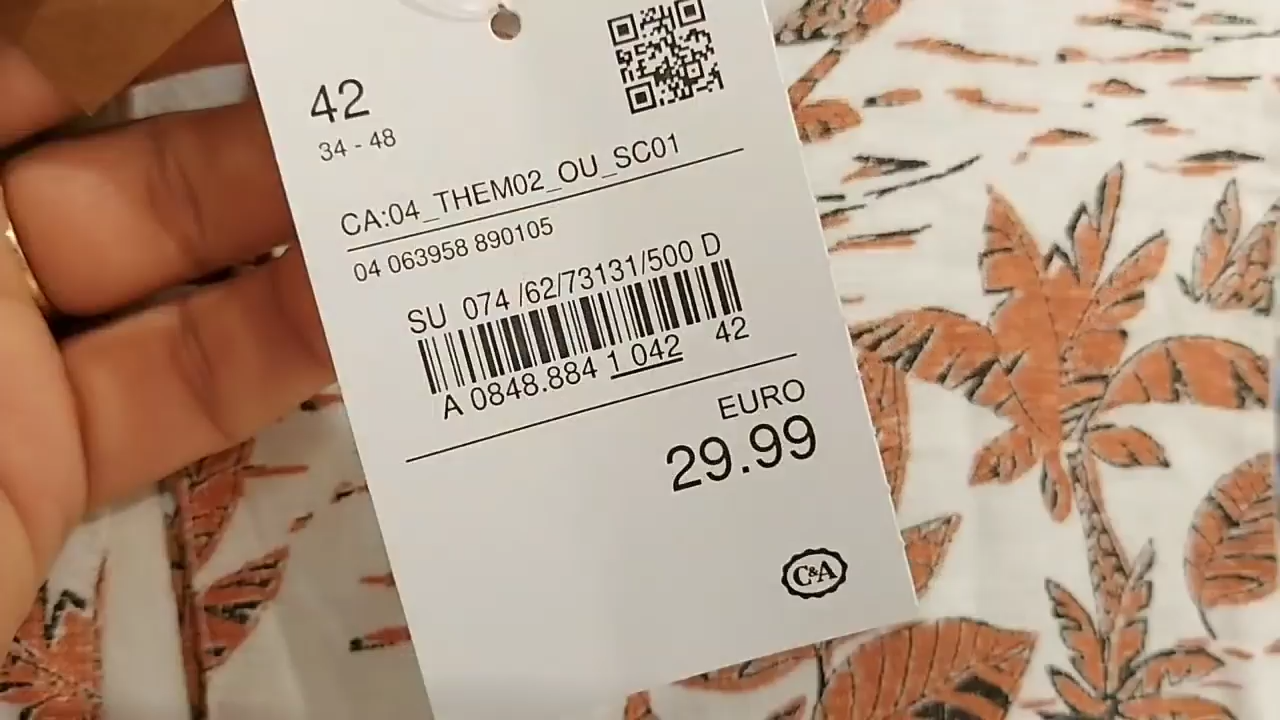 42
34 - 48
CA:04_THEM02_OU_SC01
04 063958 890105
SU 074 /62/73131/500 D
A 0848.884 1 042 42
EURO
29.99
C&A